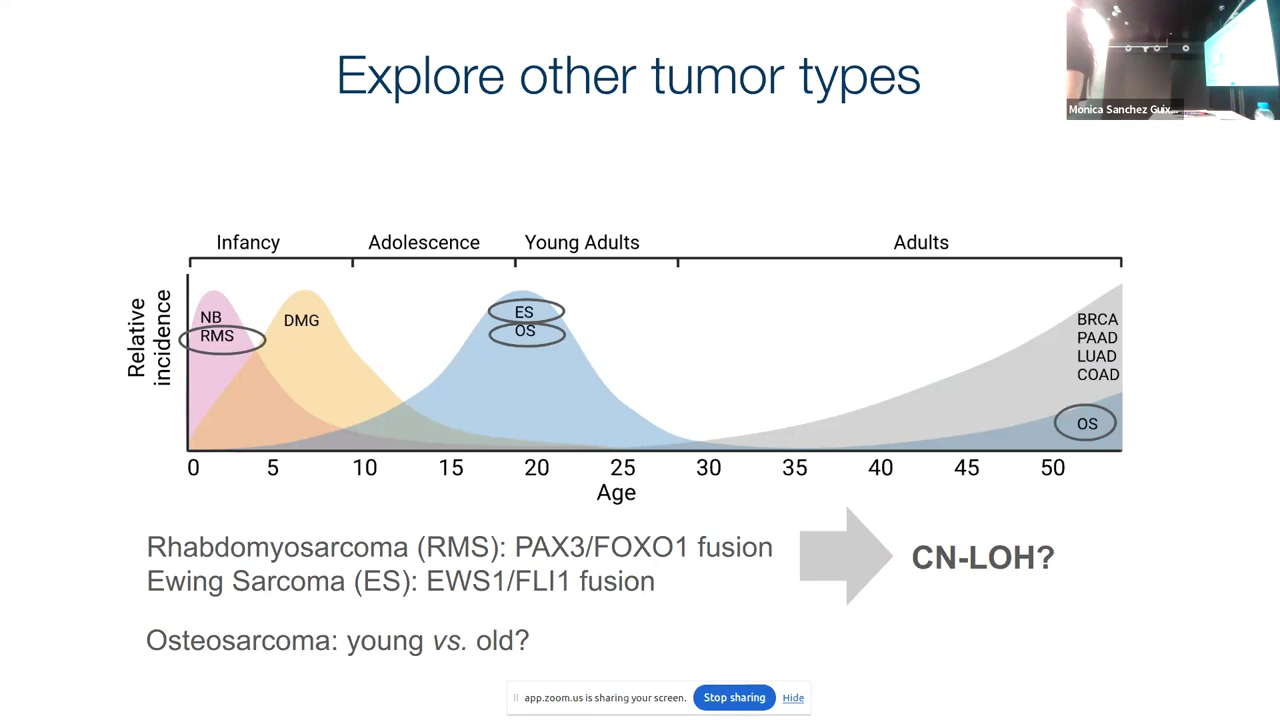 Explore other tumor types
Monica Sanchez Guix...
Infancy
Adolescence
Young Adults
Adults
Relative
incidence
NB
RMS
DMG
ES
OS
BRCA
PAAD
LUAD
COAD
OS
0 5 10 15 20 25 30 35 40 45 50
Age
Rhabdomyosarcoma (RMS): PAX3/FOXO1 fusion
Ewing Sarcoma (ES): EWS1/FLI1 fusion
CN-LOH?
Osteosarcoma: young vs. old?
app.zoom.us is sharing your screen.
Stop sharing
Hide